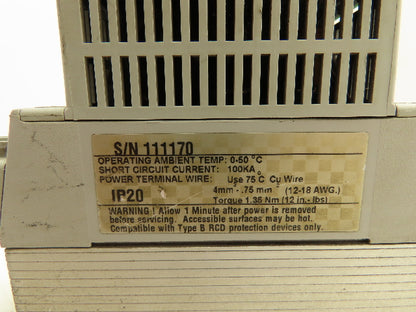 S/N 111170
OPERATING AMBIENT TEMP: 0-50 °C
SHORT CIRCUIT CURRENT: 100KA
POWER TERMINAL WIRE: Use 75 C Cu Wire
4mm²-.75 mm² (12-18 AWG.)
IP20 Torque 1.35 Nm (12 in.-lbs)
WARNING ! Allow 1 Minute after power is removed
before servicing. Accessible surfaces may be hot.
Compatible with Type B RCD protection devices only.